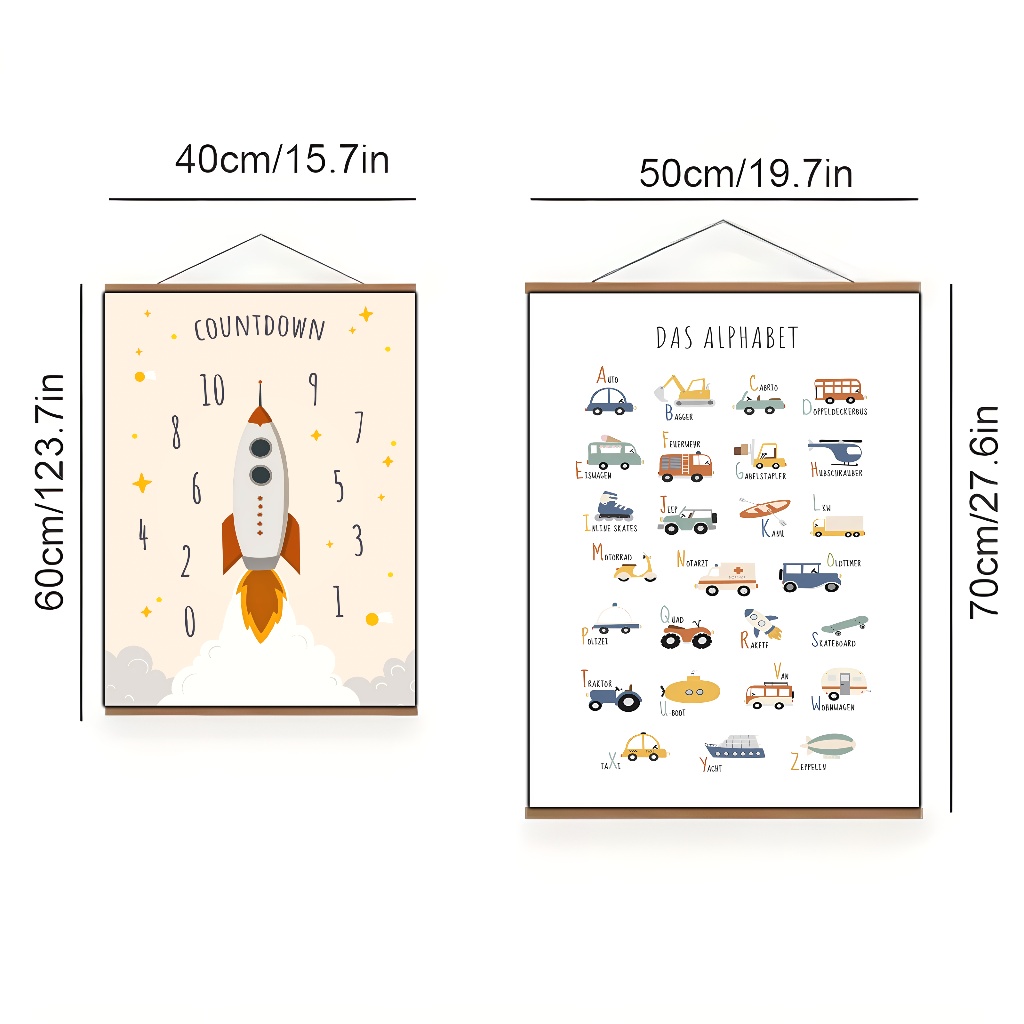 40cm/15.7in
60cm/123.7in
COUNTDOWN
10 9
8 7
6 5
4 3
2 1
0
50cm/19.7in
70cm/27.6in
DAS ALPHABET
AUTO
BAGGER
CABRIO
DOPPELDECKERBUS
EISWAGEN
FEUERWEHR
GABELSTAPLER
HUBSCHRAUBER
INLINE SKATES
JEEP
KANU
LKW
MOTORRAD
NOTARZT
OLDTIMER
POLIZEI
QUAD
RAKETE
SKATEBOARD
TRAKTOR
U-BOOT
VAN
WOHNWAGEN
TAXI
YACHT
ZEPPELIN